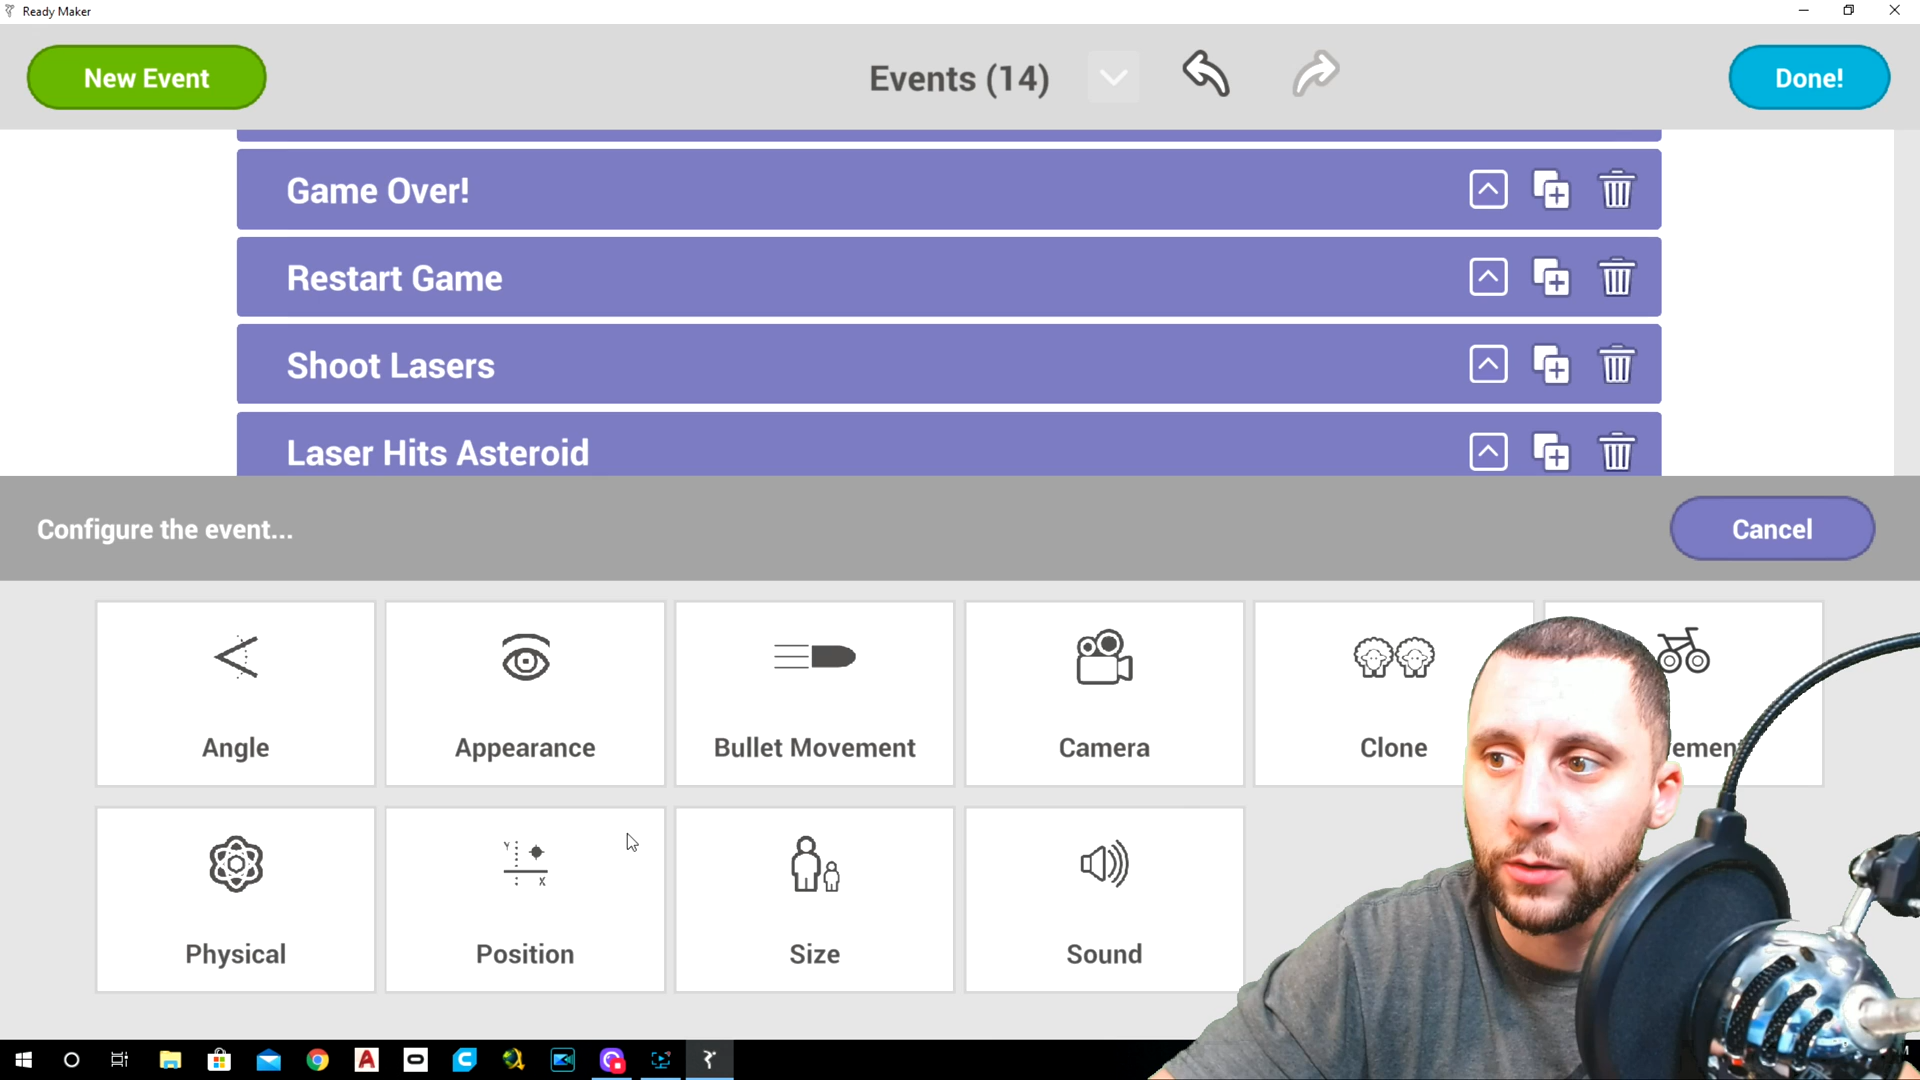 Ready Maker
New Event
Events (14)
Done!
Game Over!
Restart Game
Shoot Lasers
Laser Hits Asteroid
Configure the event...
Cancel
Angle
Appearance
Bullet Movement
Camera
Clone
Physical
Position
Size
Sound